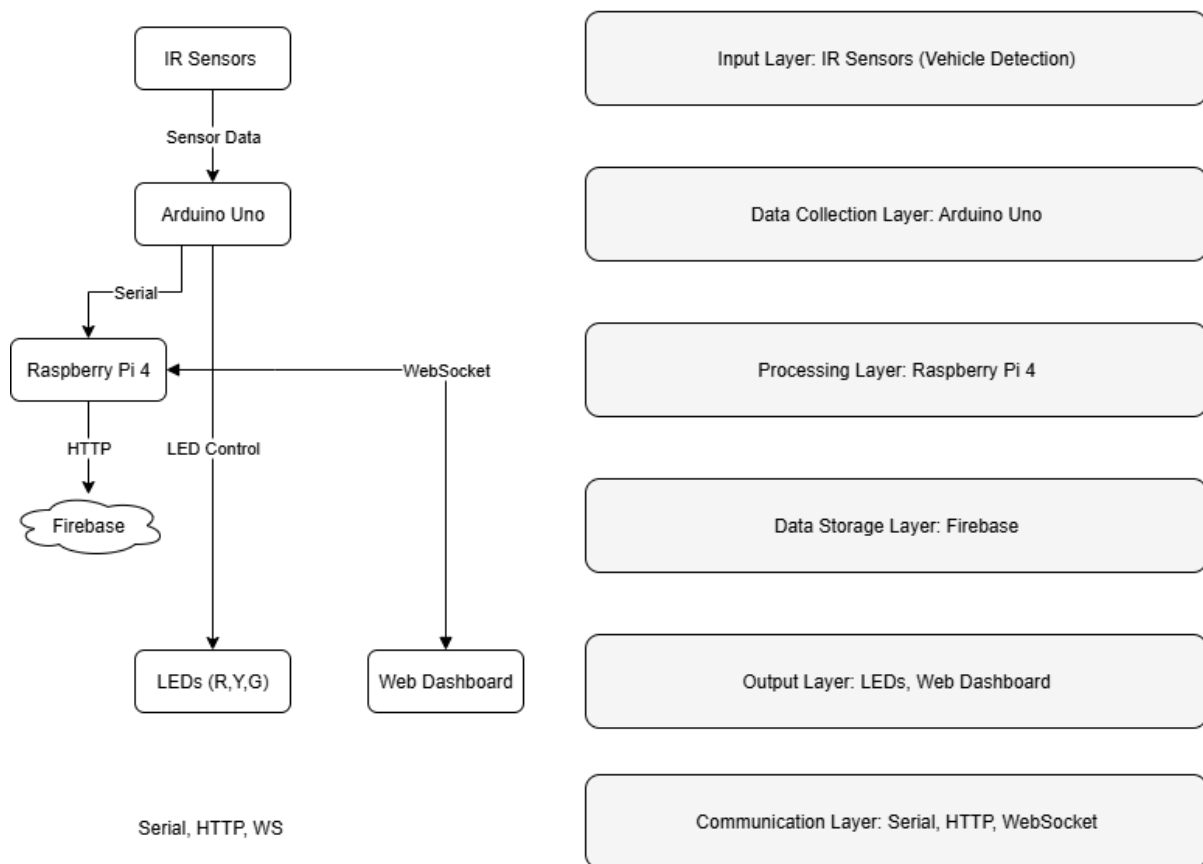 IR Sensors
Input Layer: IR Sensors (Vehicle Detection)
Sensor Data
Arduino Uno
Data Collection Layer: Arduino Uno
Serial
Raspberry Pi 4
WebSocket
Processing Layer: Raspberry Pi 4
HTTP
LED Control
Firebase
Data Storage Layer: Firebase
LEDs (R,Y,G)
Web Dashboard
Output Layer: LEDs, Web Dashboard
Serial, HTTP, WS
Communication Layer: Serial, HTTP, WebSocket